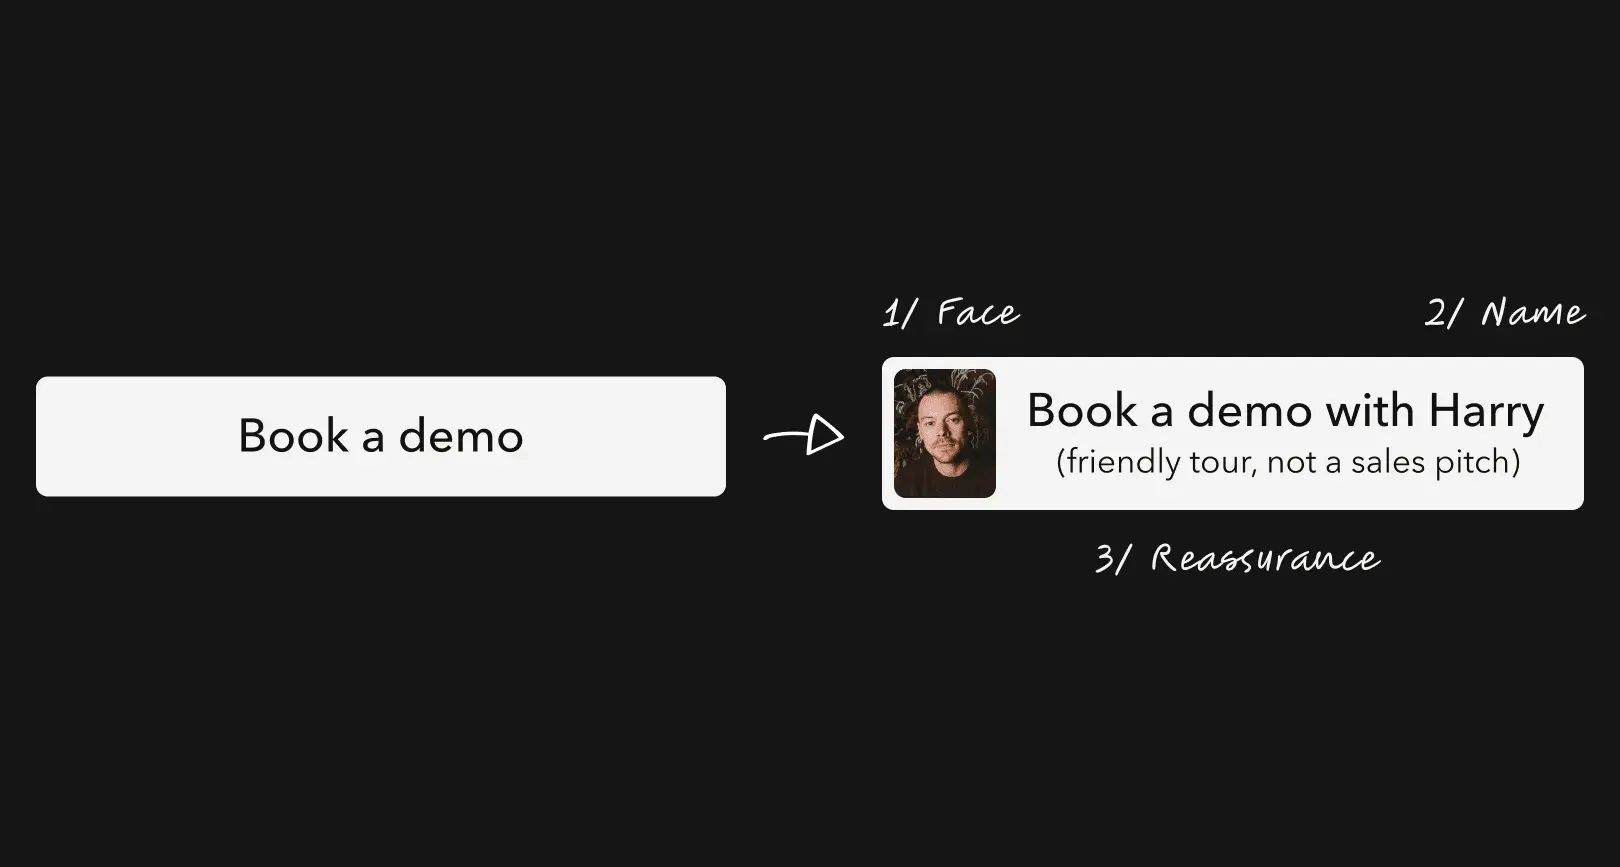 Book a demo
1/ Face
2/ Name
Book a demo with Harry
(friendly tour, not a sales pitch)
3/ Reassurance